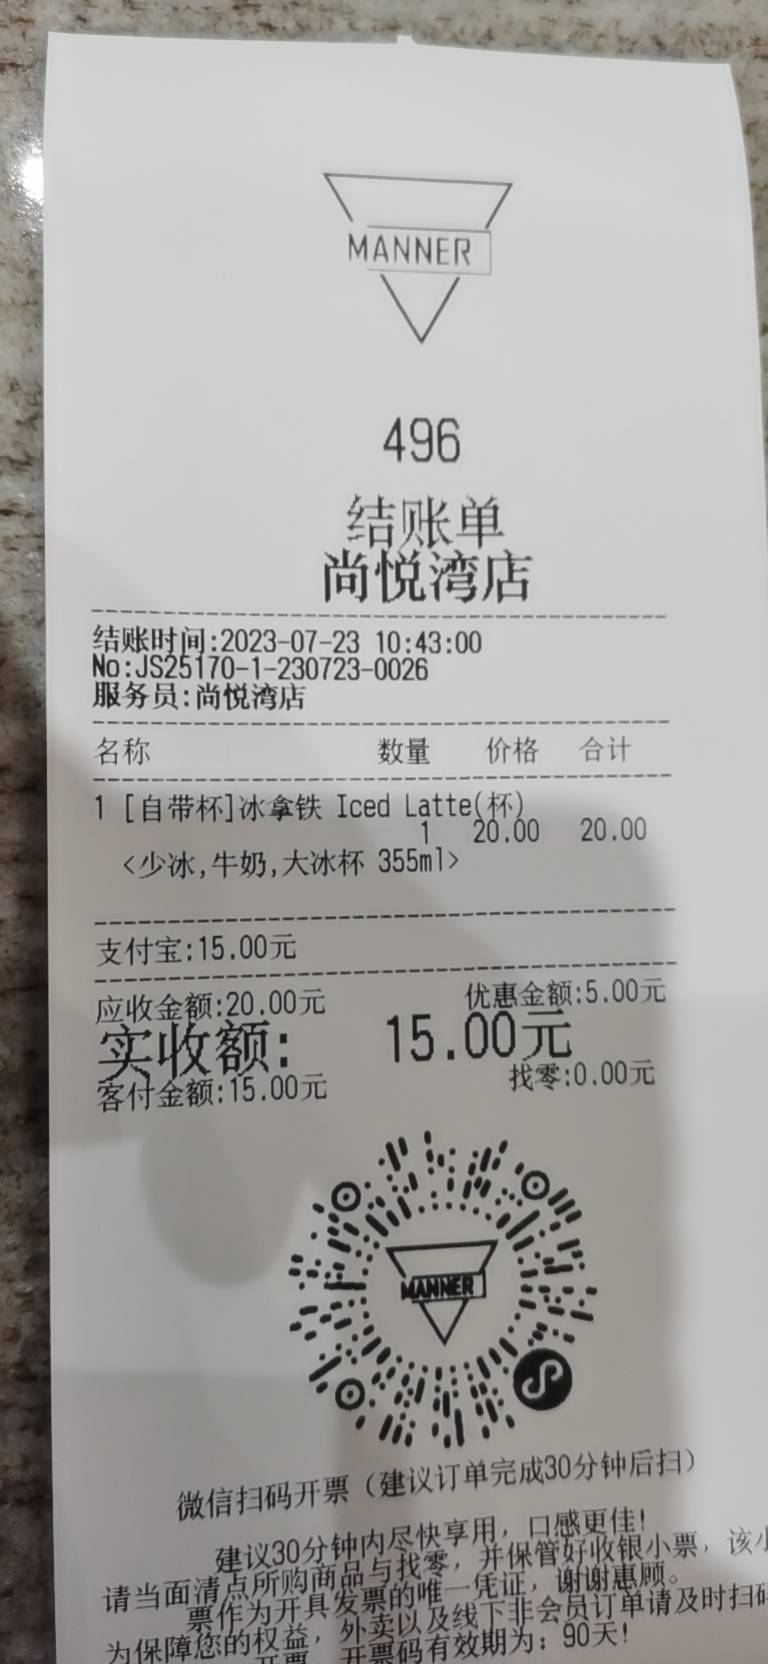 MANNER
496
结账单
尚悦湾店
结账时间:2023-07-23 10:43:00
No:JS25170-1-230723-0026
服务员:尚悦湾店
名称 数量 价格 合计
1 [自带杯]冰拿铁 Iced Latte(杯)
1 20.00 20.00
<少冰,牛奶,大冰杯 355ml>
支付宝:15.00元
应收金额:20.00元 优惠金额:5.00元
实收额: 15.00元
客付金额:15.00元 找零:0.00元
MANNER
微信扫码开票（建议订单完成30分钟后扫）
建议30分钟内尽快享用，口感更佳!
请当面清点所购商品与找零，并保管好收银小票，该小
票作为开具发票的唯一凭证，谢谢惠顾。
为保障您的权益，外卖以及线下非会员订单请及时扫码
开票，开票码有效期为：90天!